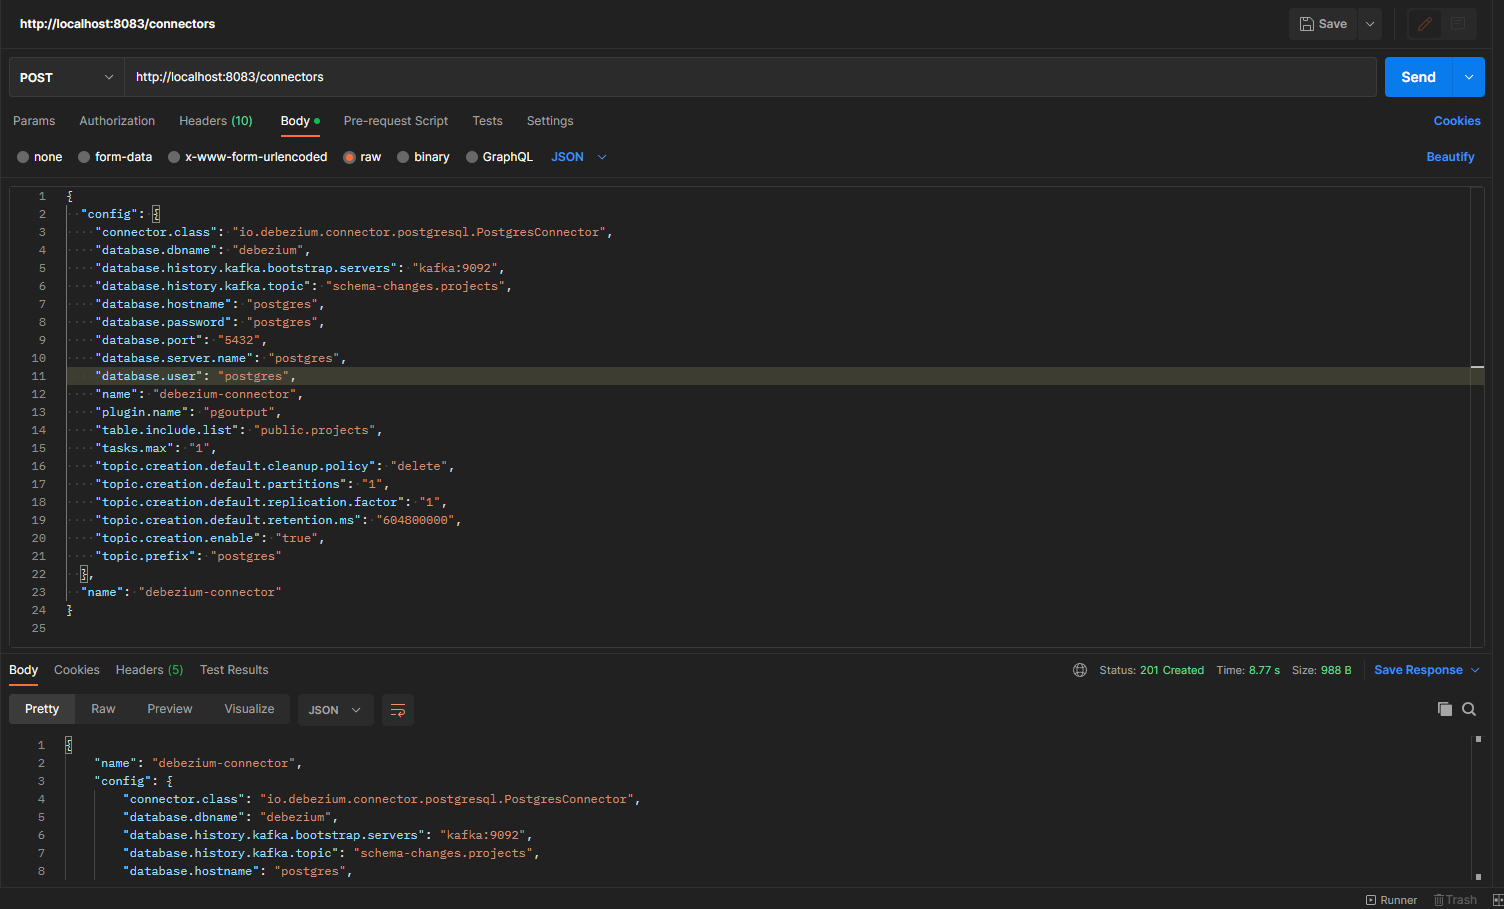 http://localhost:8083/connectors
Save
POST
http://localhost:8083/connectors
Send
Params Authorization Headers (10) Body Pre-request Script Tests Settings Cookies
none form-data x-www-form-urlencoded raw binary GraphQL JSON Beautify
1 {
2 "config": {
3 "connector.class": "io.debezium.connector.postgresql.PostgresConnector",
4 "database.dbname": "debezium",
5 "database.history.kafka.bootstrap.servers": "kafka:9092",
6 "database.history.kafka.topic": "schema-changes.projects",
7 "database.hostname": "postgres",
8 "database.password": "postgres",
9 "database.port": "5432",
10 "database.server.name": "postgres",
11 "database.user": "postgres",
12 "name": "debezium-connector",
13 "plugin.name": "pgoutput",
14 "table.include.list": "public.projects",
15 "tasks.max": "1",
16 "topic.creation.default.cleanup.policy": "delete",
17 "topic.creation.default.partitions": "1",
18 "topic.creation.default.replication.factor": "1",
19 "topic.creation.default.retention.ms": "604800000",
20 "topic.creation.enable": "true",
21 "topic.prefix": "postgres"
22 },
23 "name": "debezium-connector"
24 }
25
Body Cookies Headers (5) Test Results Status: 201 Created Time: 8.77 s Size: 988 B Save Response
Pretty Raw Preview Visualize JSON
1 {
2 "name": "debezium-connector",
3 "config": {
4 "connector.class": "io.debezium.connector.postgresql.PostgresConnector",
5 "database.dbname": "debezium",
6 "database.history.kafka.bootstrap.servers": "kafka:9092",
7 "database.history.kafka.topic": "schema-changes.projects",
8 "database.hostname": "postgres",
Runner Trash